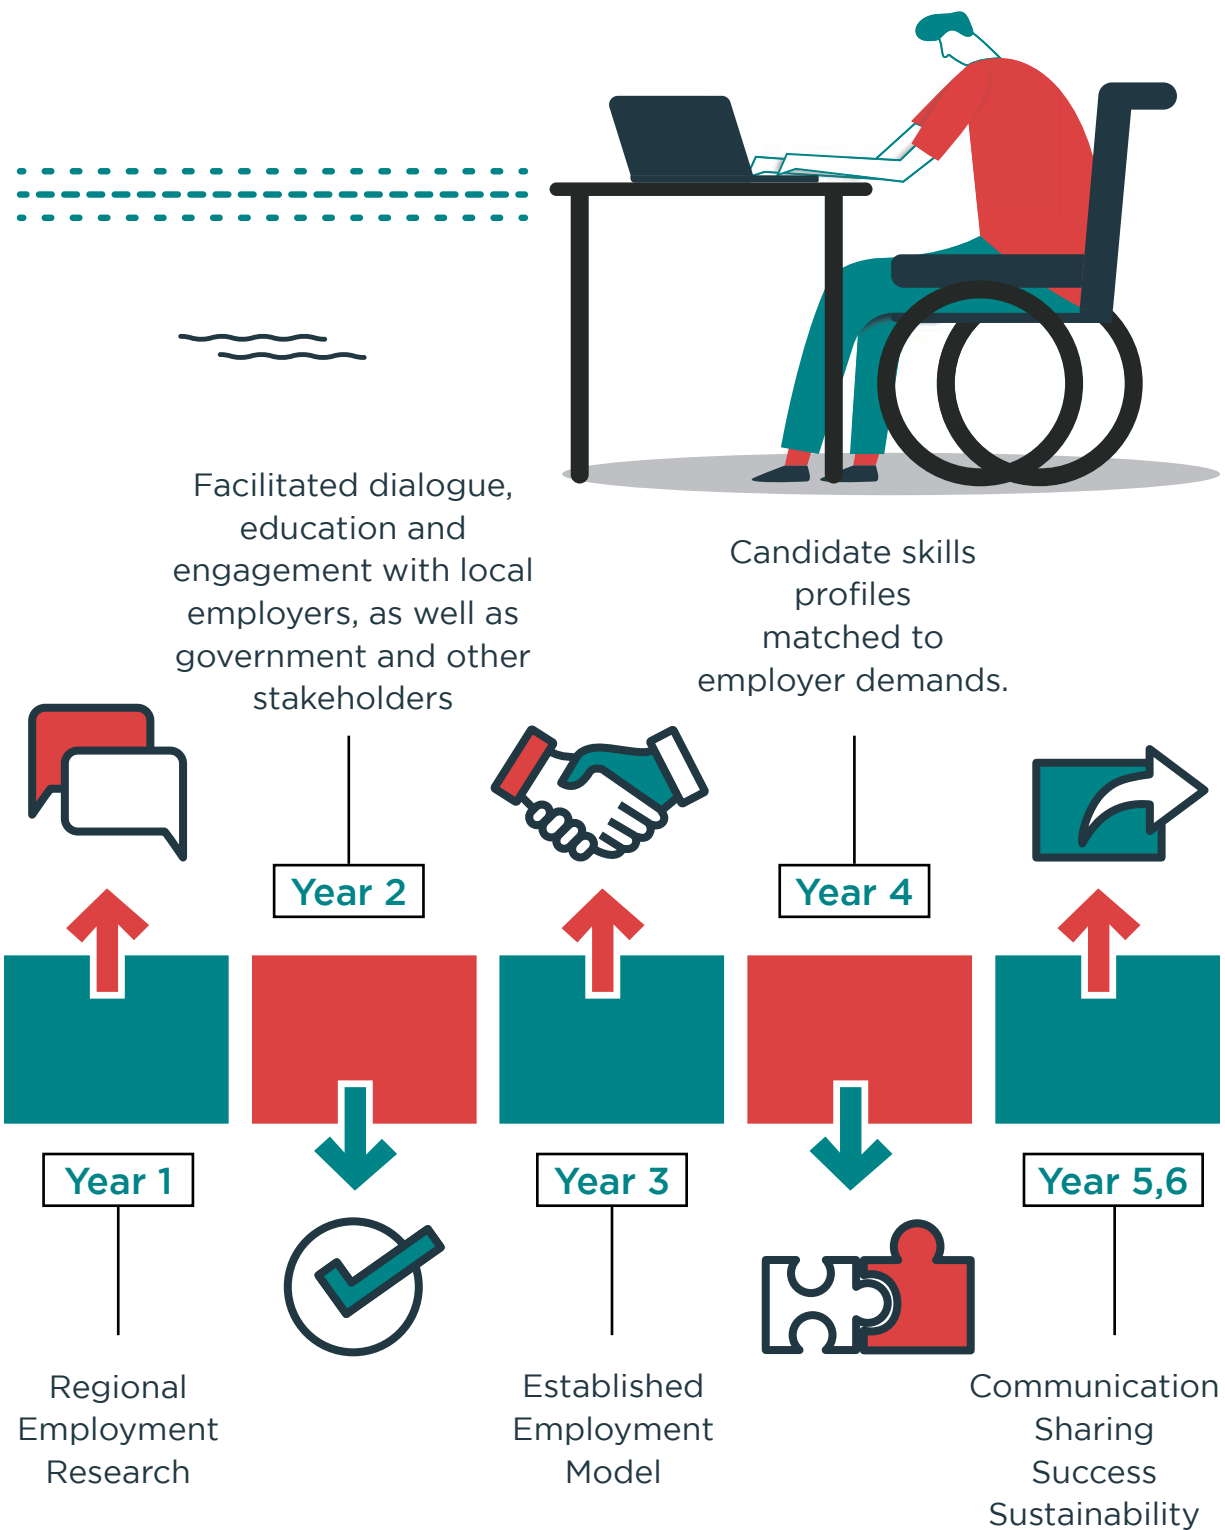 Facilitated dialogue,
education and
engagement with local
employers, as well as
government and other
stakeholders
Candidate skills
profiles
matched to
employer demands.
Year 2
Year 4
Year 1
Year 3
Year 5,6
Regional
Employment
Research
Established
Employment
Model
Communication
Sharing
Success
Sustainability